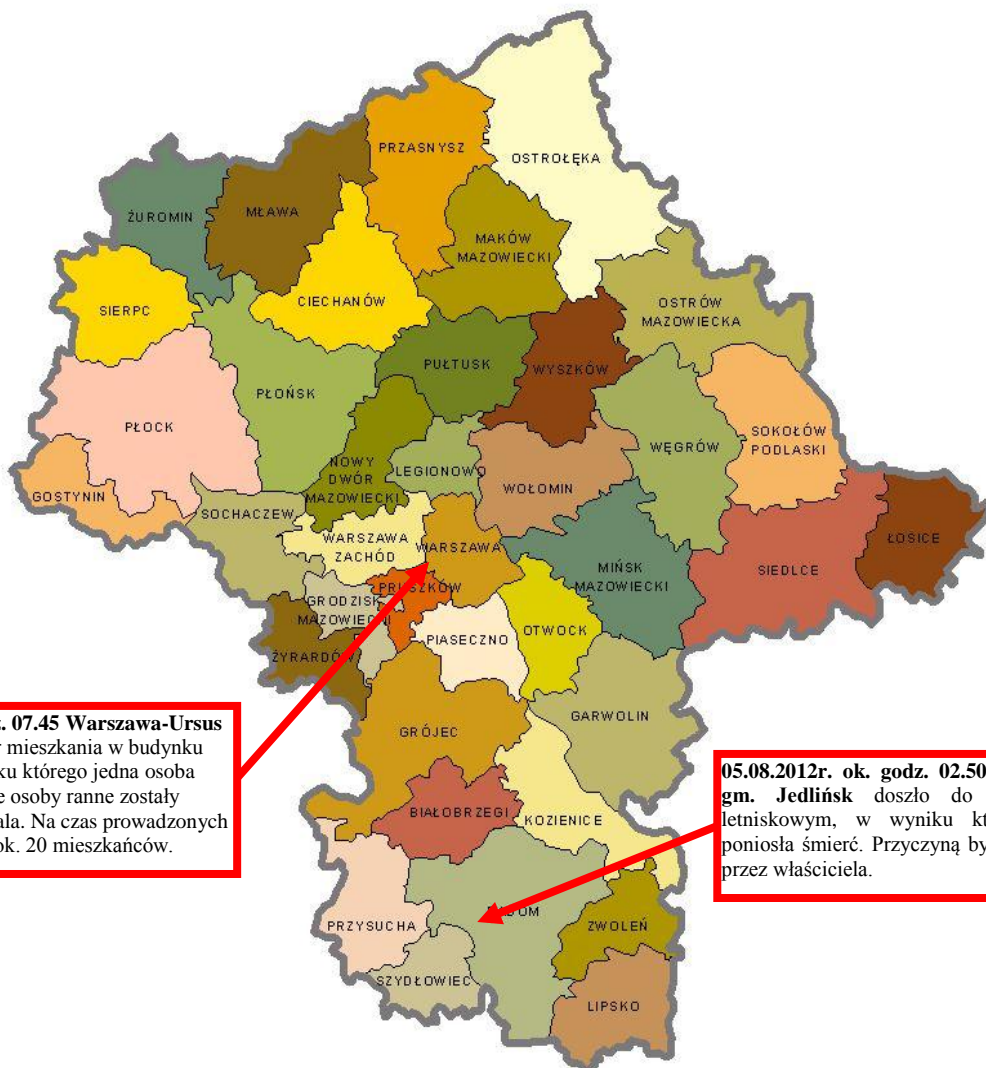 PRZASNYSZ
OSTROŁĘKA
ŻUROMIN
MŁAWA
MAKÓW
MAZOWIECKI
SIERPC
CIECHANÓW
OSTRÓW
MAZOWIECKA
PUŁTUSK
WYSZKÓW
PŁOŃSK
PŁOCK
SOKOŁÓW
PODLASKI
WĘGRÓW
NOWY
DWÓR
MAZOWIECKI
LEGIONOWO
WOŁOMIN
GOSTYNIN
SOCHACZEW
WARSZAWA
ZACHÓD
WARSZAWA
ŁOSICE
MIŃSK
MAZOWIECKI
SIEDLCE
PRUSZKÓW
GRODZISK
MAZOWIECKI
PIASECZNO
OTWOCK
ŻYRARDÓW
GARWOLIN
GRÓJEC
z. 07.45 Warszawa-Ursus
mieszkania w budynku
ku którego jedna osoba
e osoby ranne zostały
ala. Na czas prowadzonych
ok. 20 mieszkańców.
05.08.2012r. ok. godz. 02.50
gm. Jedlińsk doszło do
letniskowym, w wyniku kt
poniosła śmierć. Przyczyną by
przez właściciela.
BIAŁOBRZEGI
KOZIENICE
PRZYSUCHA
DOM
ZWOLEŃ
SZYDŁOWIEC
LIPSKO